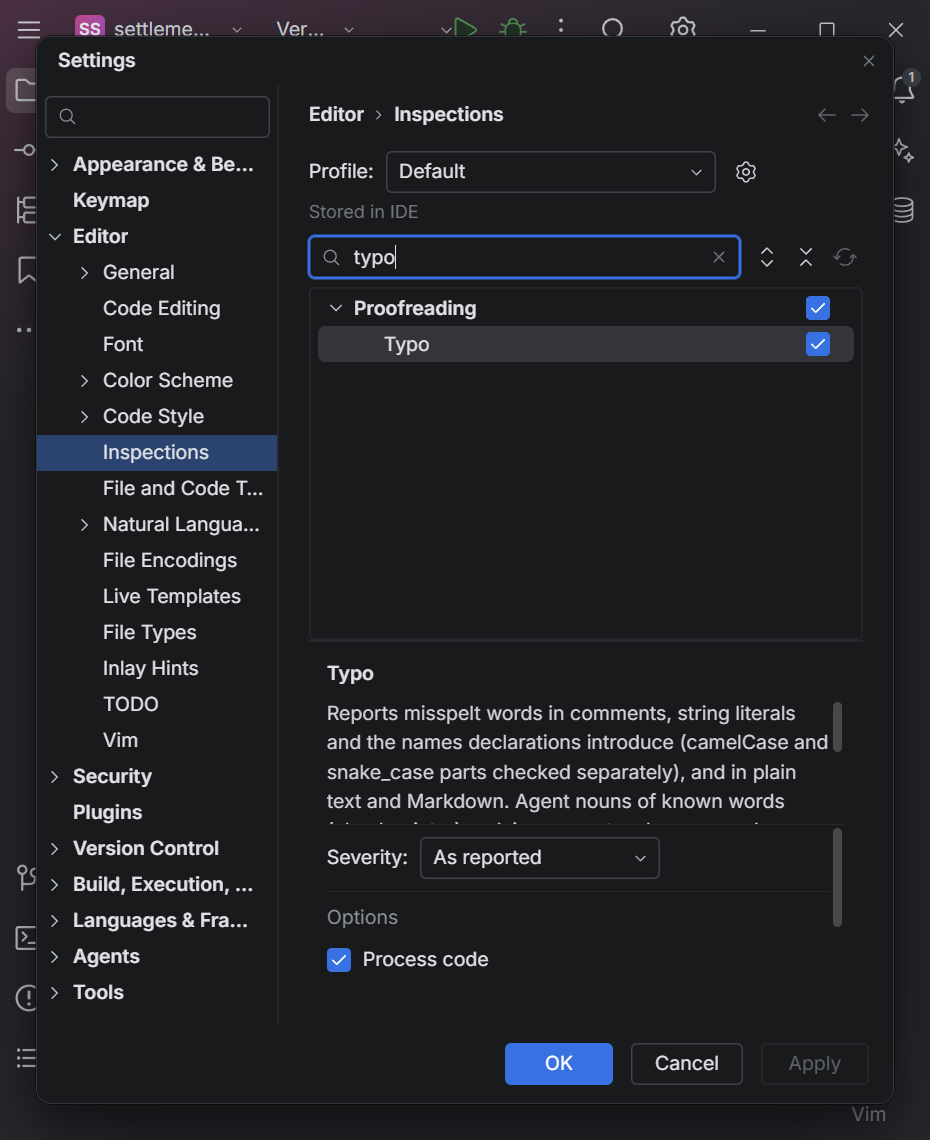 SS settleme... Ver...
Settings
1
Editor › Inspections
Appearance & Be...
Keymap
Editor
General
Code Editing
Font
Color Scheme
Code Style
Inspections
File and Code T...
Natural Langua...
File Encodings
Live Templates
File Types
Inlay Hints
TODO
Vim
Security
Plugins
Version Control
Build, Execution, ...
Languages & Fra...
Agents
Tools
Profile: Default
Stored in IDE
typo
Proofreading
Typo
Typo
Reports misspelt words in comments, string literals
and the names declarations introduce (camelCase and
snake_case parts checked separately), and in plain
text and Markdown. Agent nouns of known words
Severity: As reported
Options
Process code
OK Cancel Apply
Vim